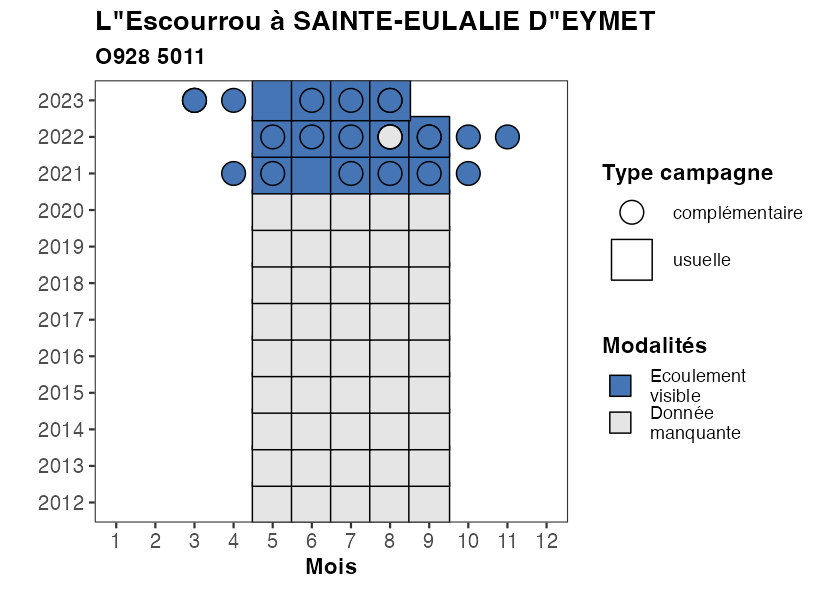 L"Escourrou à SAINTE-EULALIE D"EYMET
O928 5011
2023
2022
2021
2020
2019
2018
2017
2016
2015
2014
2013
2012
1 2 3 4 5 6 7 8 9 10 11 12
Mois
Type campagne
complémentaire
usuelle
Modalités
Ecoulement
visible
Donnée
manquante